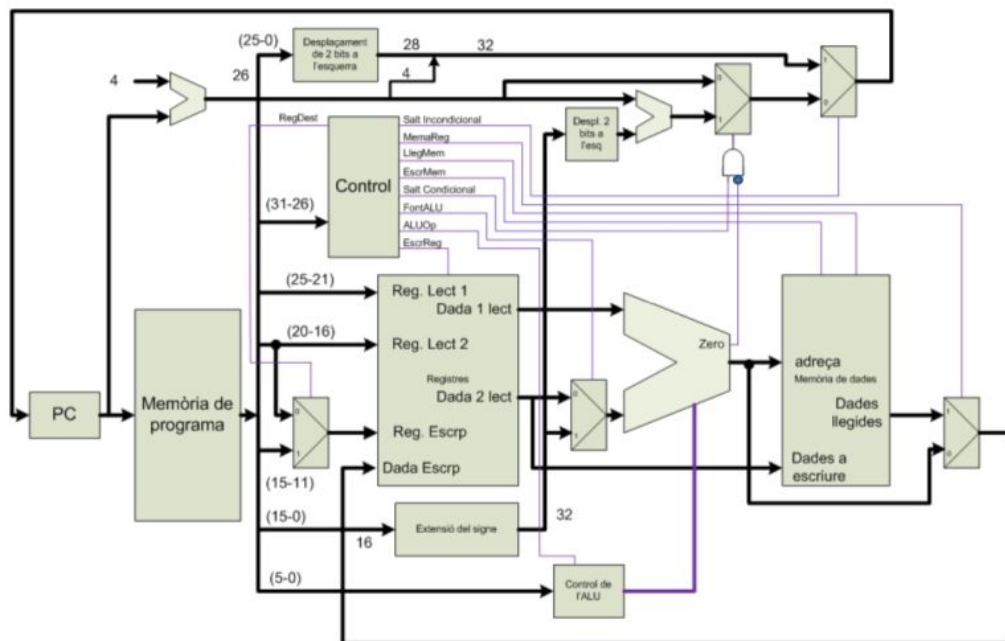 (25-0)
Desplaçament
de 2 bits a
l'esquerra
28
32
4
26
4
1
0
0
1
RegDest
Control
Salt Incondicional
MemaReg
LlegMem
EscrMem
Salt Condicional
FontALU
ALUOp
EscrReg
Despl. 2
bits a
l'esq
(31-26)
(25-21)
(20-16)
Reg. Lect 1
Dada 1 lect
Reg. Lect 2
Registres
Dada 2 lect
Reg. Escrp
Dada Escrp
Zero
adreça
Memòria de dades
Dades
llegides
Dades a
escriure
PC
Memòria de
programa
0
1
0
1
1
0
(15-11)
(15-0)
16
Extensió del signe
32
(5-0)
Control de
l'ALU